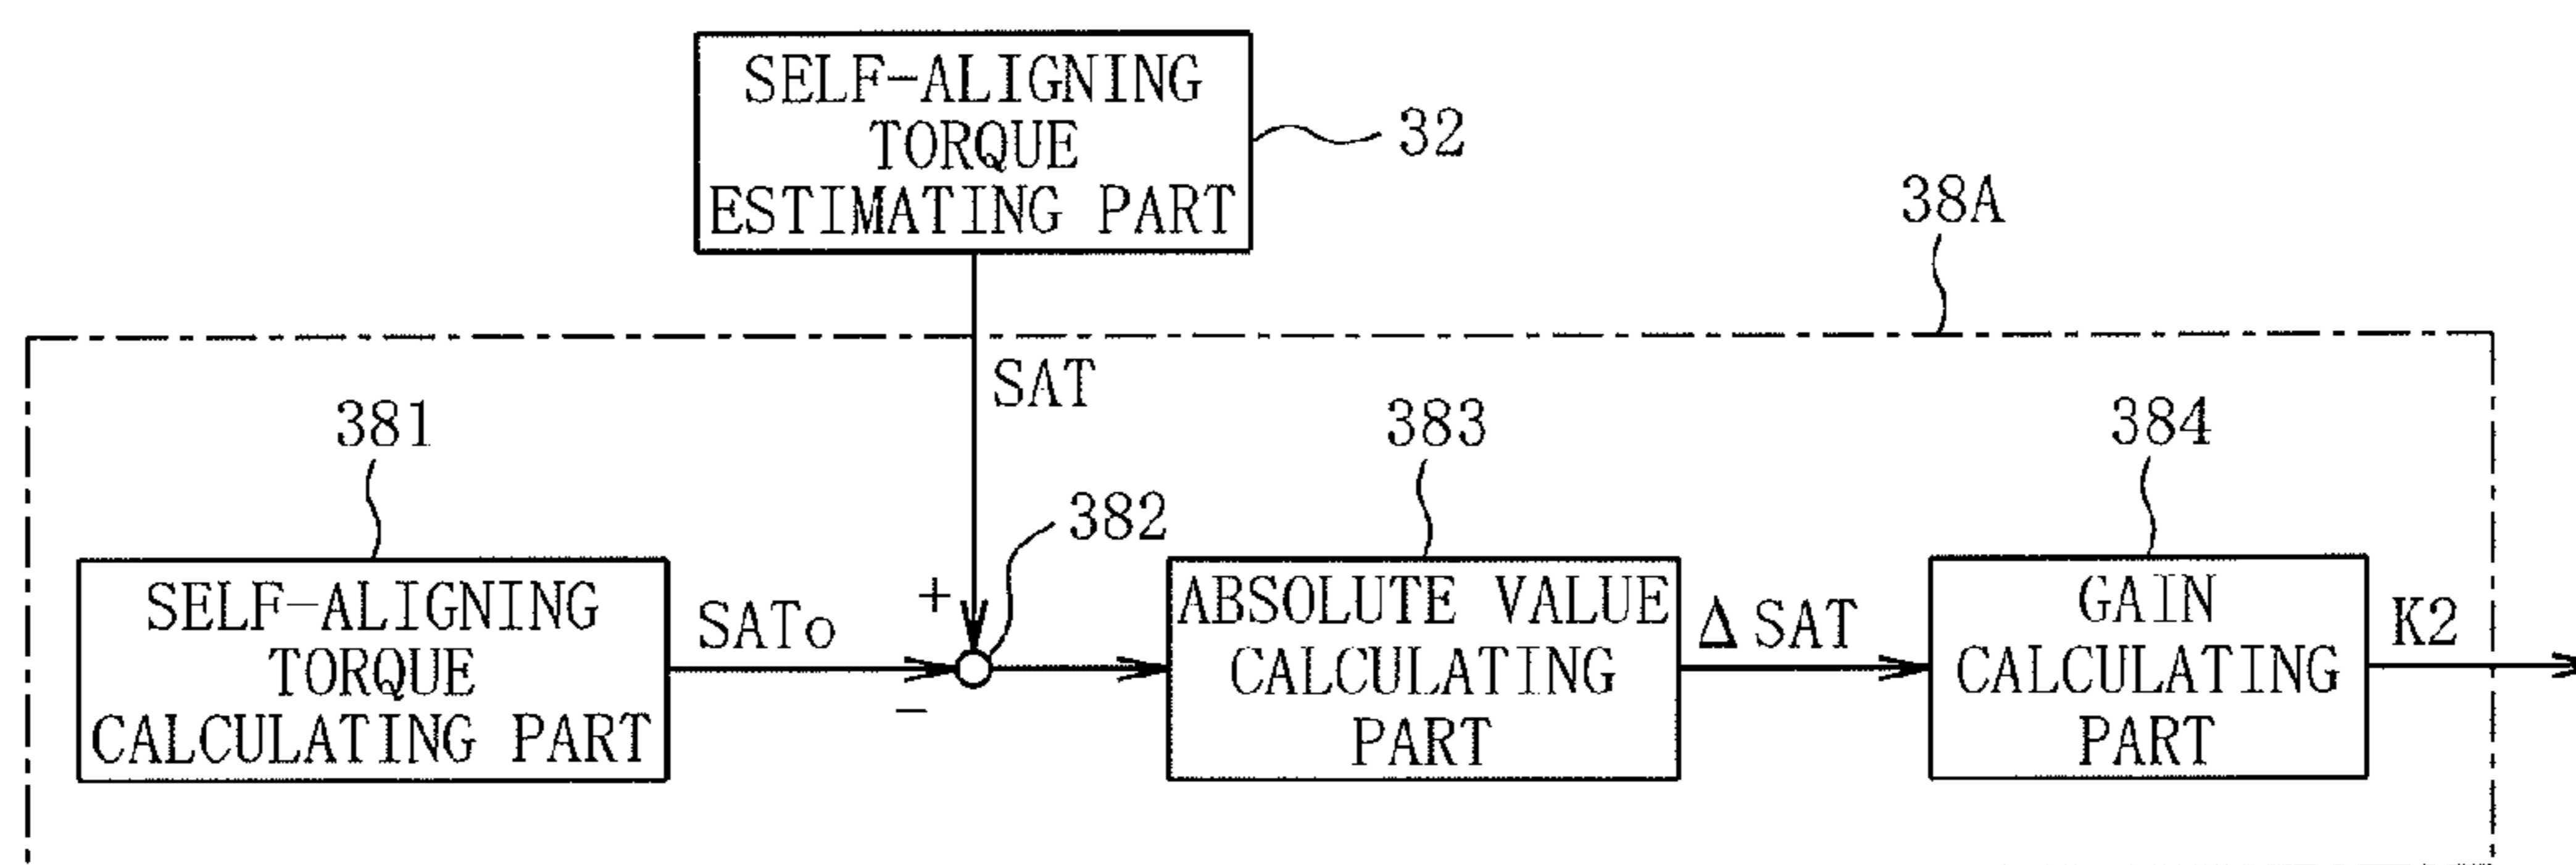 SELF-ALIGNING
TORQUE
ESTIMATING PART
32
38A
SAT
381
383
384
382
SELF-ALIGNING
TORQUE
CALCULATING PART
SATo
+
-
ABSOLUTE VALUE
CALCULATING
PART
Δ SAT
GAIN
CALCULATING
PART
K2